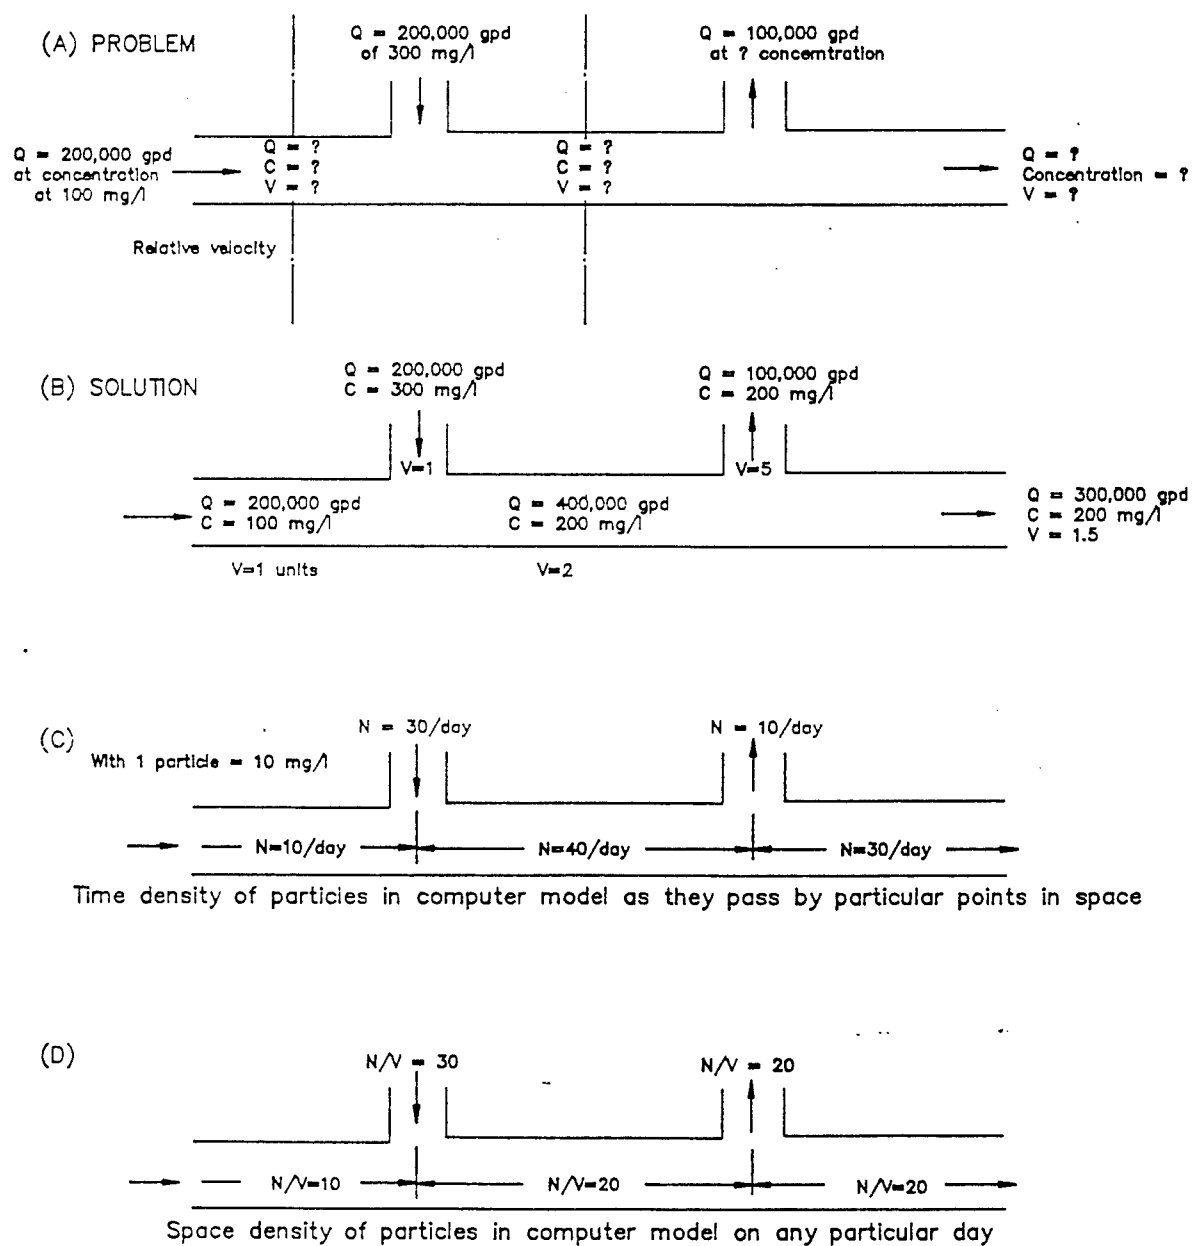 (A) PROBLEM
Q = 200,000 gpd
of 300 mg/l
Q = 100,000 gpd
at ? concemtration
Q = 200,000 gpd
at concentration
at 100 mg/l
Q = ?
C = ?
V = ?
Q = ?
C = ?
V = ?
Q = ?
Concentration = ?
V = ?
Relative velocity
(B) SOLUTION
Q = 200,000 gpd
C = 300 mg/l
Q = 100,000 gpd
C = 200 mg/l
V=1
V=5
Q = 200,000 gpd
C = 100 mg/l
Q = 400,000 gpd
C = 200 mg/l
Q = 300,000 gpd
C = 200 mg/l
V = 1.5
V=1 units
V=2
(C)
With 1 particle = 10 mg/l
N = 30/day
N = 10/day
N=10/day
N=40/day
N=30/day
Time density of particles in computer model as they pass by particular points in space
(D)
N/V = 30
N/V = 20
N/V=10
N/V=20
N/V=20
Space density of particles in computer model on any particular day